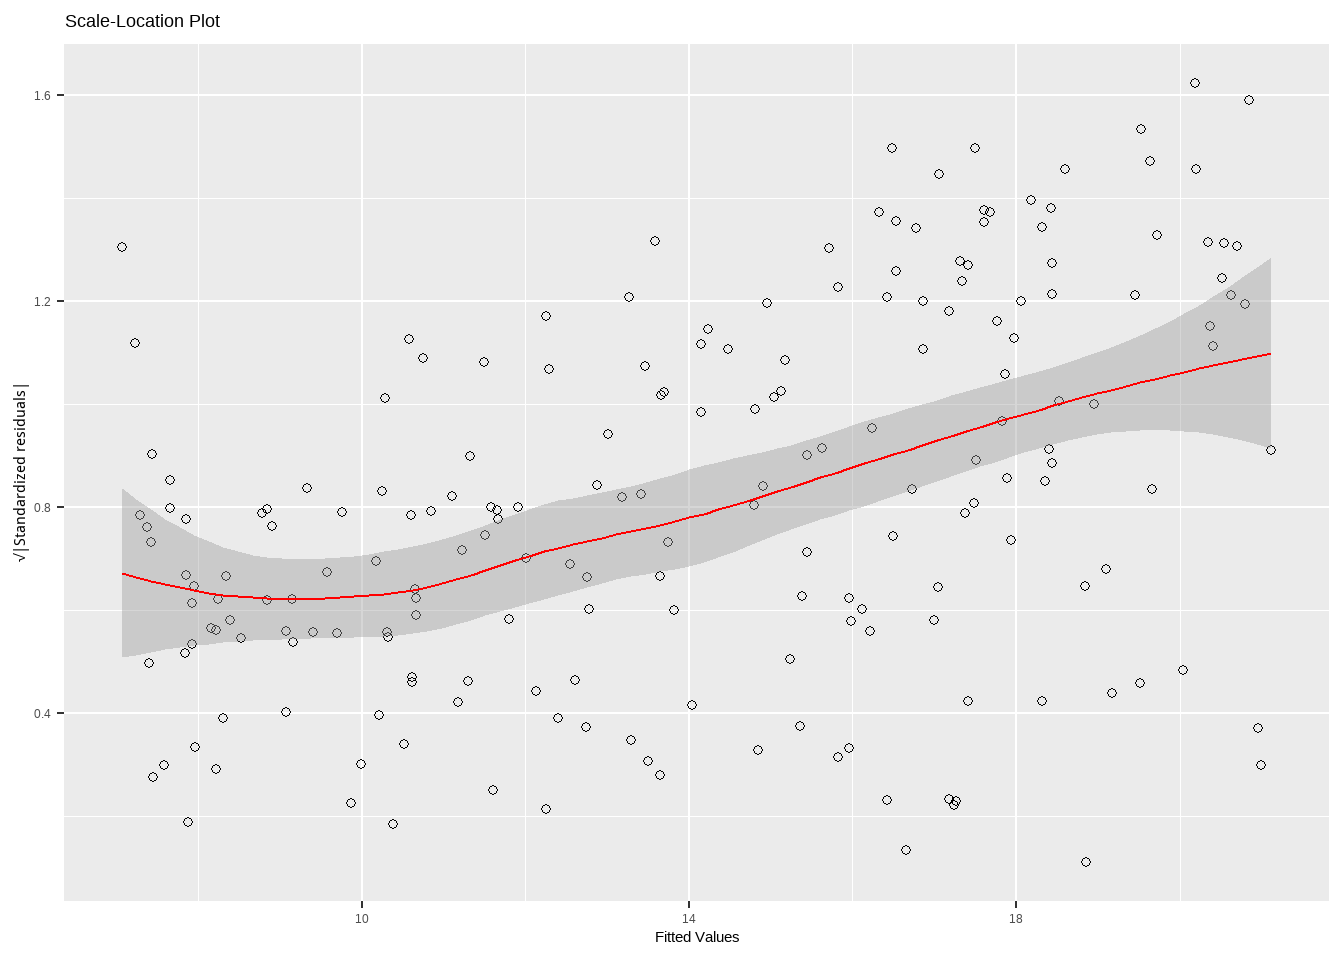 Scale-Location Plot
1.6
1.2
0.8
0.4
√|Standardized residuals|
10 14 18
Fitted Values